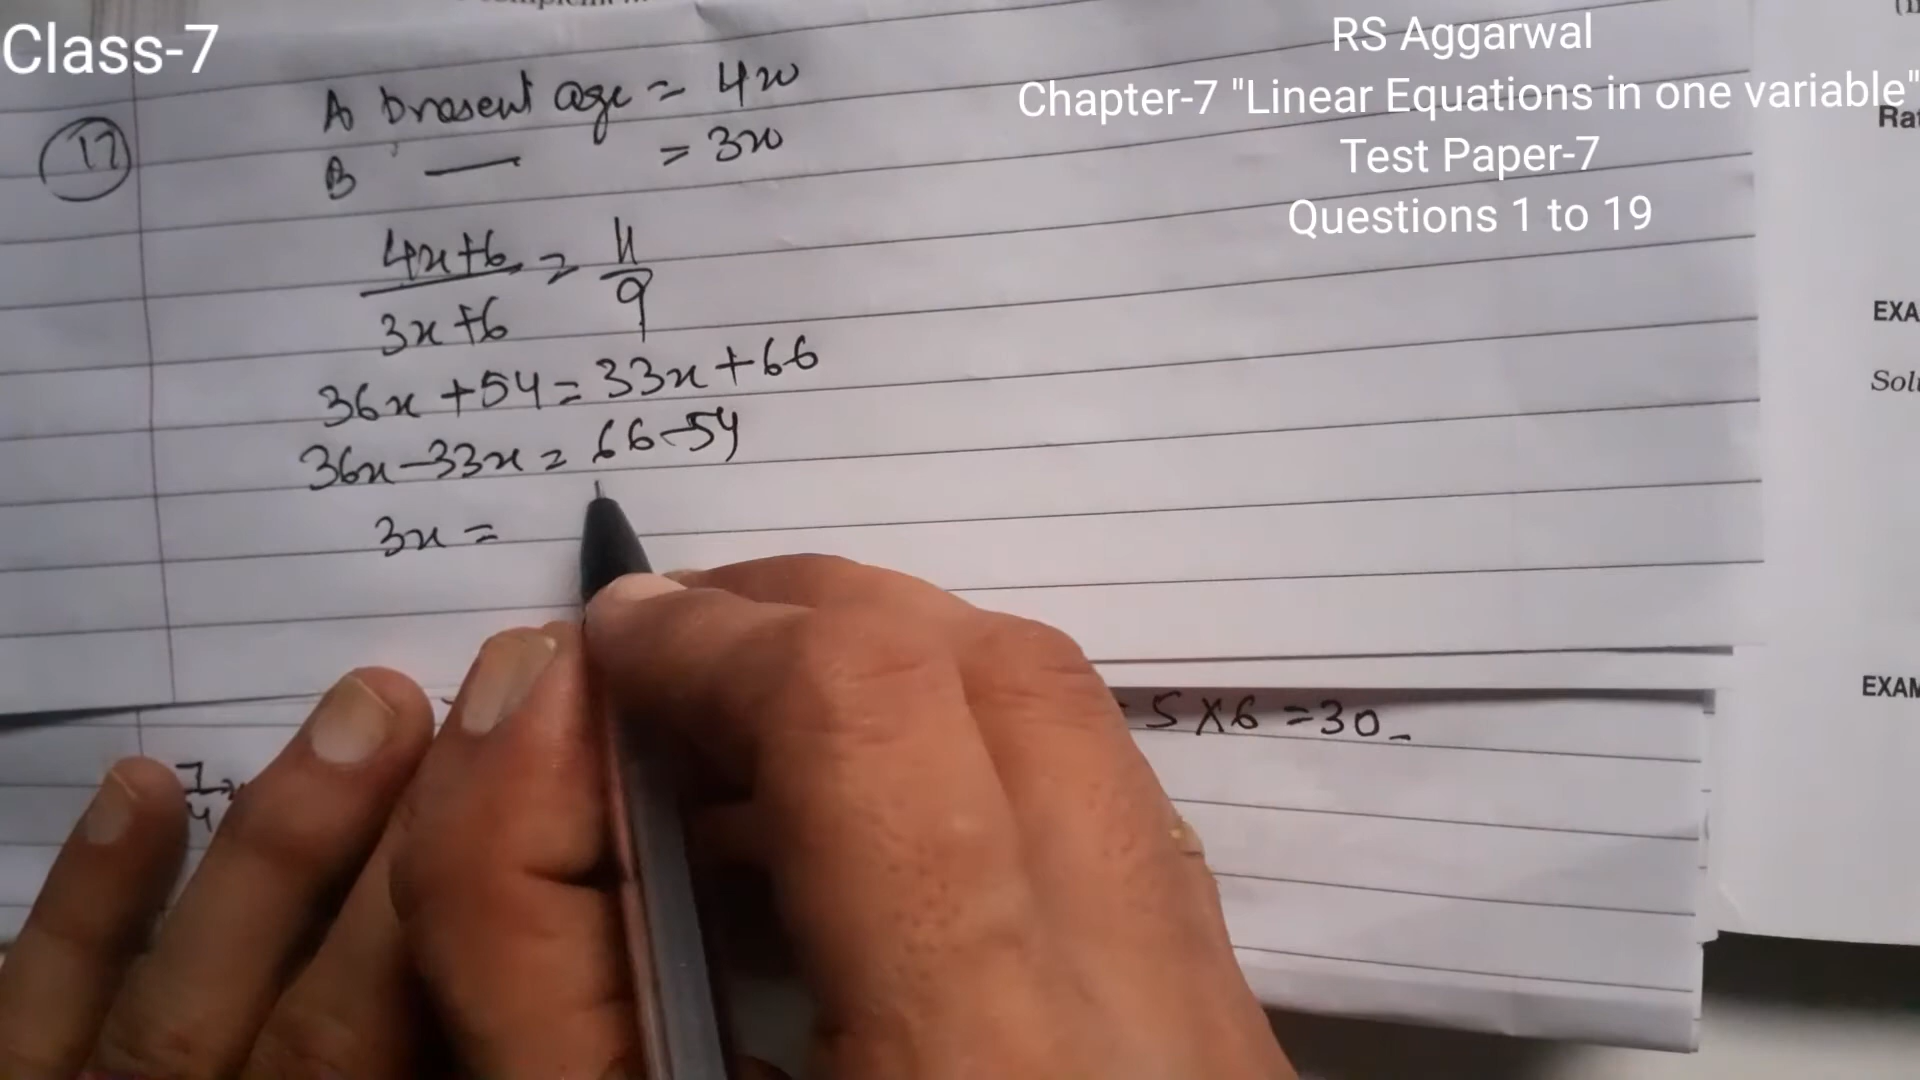 Class-7
RS Aggarwal
Chapter-7 "Linear Equations in one variable"
Test Paper-7
Questions 1 to 19
17
A present age = 4x
B — = 3x
4x+6 / 3x+6 = 11 / 9
36x+54=33x+66
36x-33x=66-54
3x=
5×6=30
7
4
EXA
EXAM